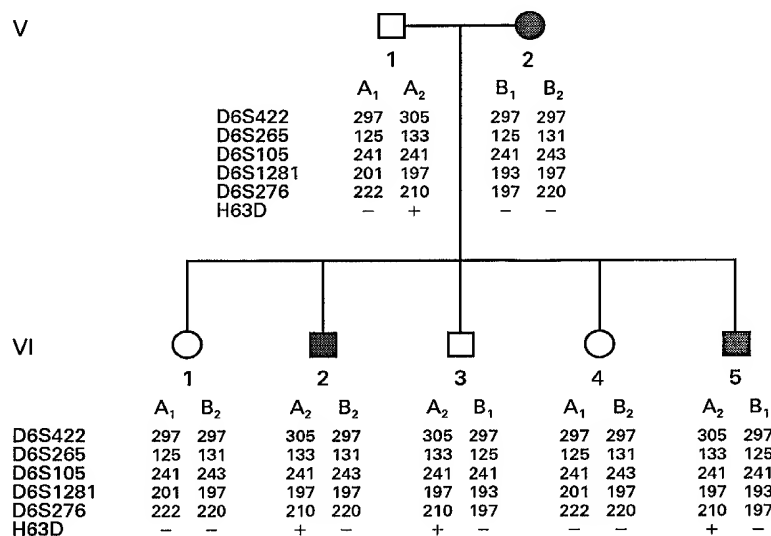 V
1 2
A₁ A₂ B₁ B₂
D6S422 297 305 297 297
D6S265 125 133 125 131
D6S105 241 241 241 243
D6S1281 201 197 193 197
D6S276 222 210 197 220
H63D − + − −
VI
1 2 3 4 5
A₁ B₂ A₂ B₂ A₂ B₁ A₁ B₂ A₂ B₁
D6S422 297 297 305 297 305 297 297 297 305 297
D6S265 125 131 133 131 133 125 125 131 133 125
D6S105 241 243 241 243 241 241 241 243 241 241
D6S1281 201 197 197 197 197 193 201 197 197 193
D6S276 222 220 210 220 210 197 222 220 210 197
H63D − − + − + − − − + −